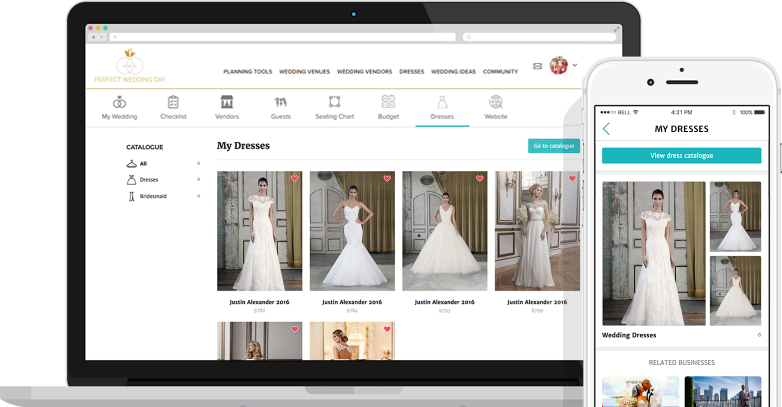 PERFECT WEDDING DAY
PLANNING TOOLS WEDDING VENUES WEDDING VENDORS DRESSES WEDDING IDEAS COMMUNITY
My Wedding Checklist Vendors Guests Seating Chart Budget Dresses Website
CATALOGUE
All 0
Dresses 0
Bridesmaid 0
My Dresses
Go to catalogue
Justin Alexander 2016 Justin Alexander 2016 Justin Alexander 2016 Justin Alexander 2016
9782 9784 9793 8799
BELL 4:21 PM 100%
MY DRESSES
View dress catalogue
Wedding Dresses 6
RELATED BUSINESSES